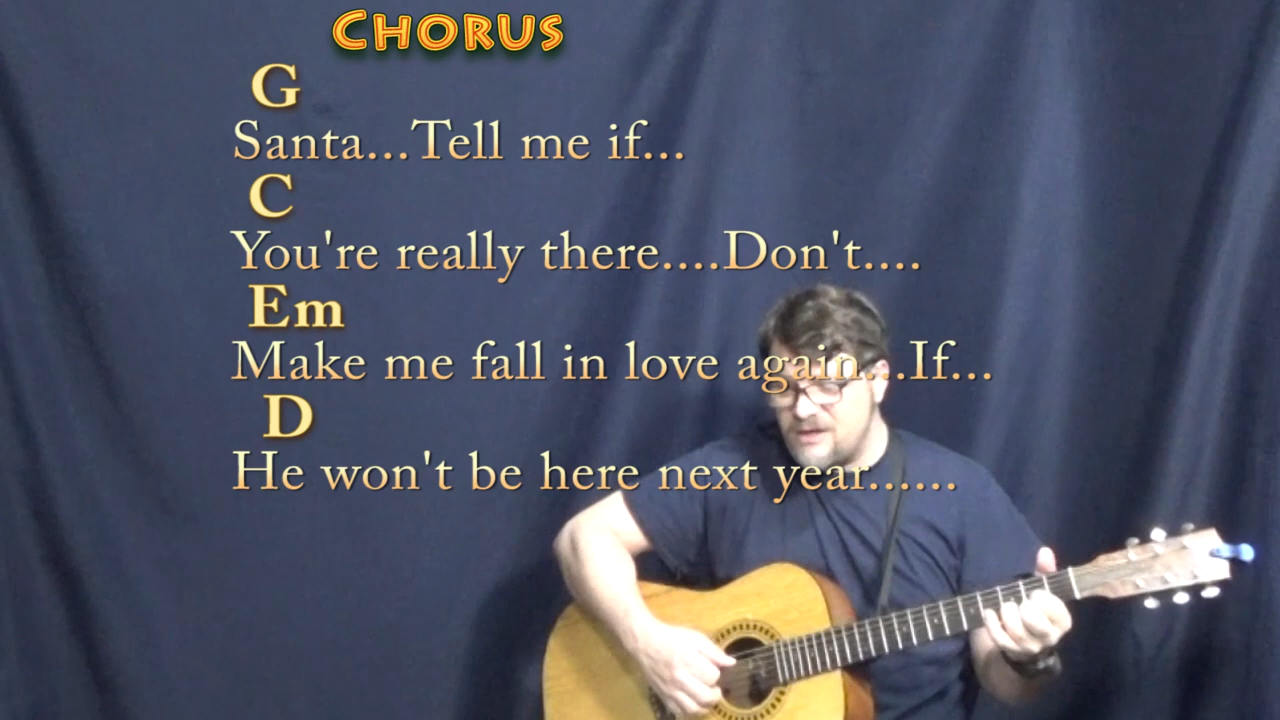 CHORUS
G
Santa...Tell me if...
C
You're really there....Don't....
Em
Make me fall in love again...If...
D
He won't be here next year......